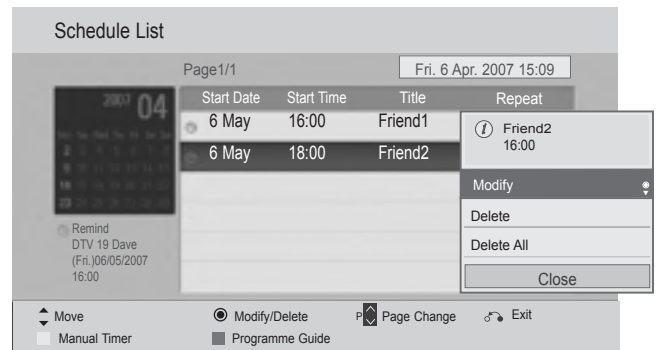 Schedule List
Page1/1 Fri. 6 Apr. 2007 15:09
2007 04
Start Date Start Time Title Repeat
6 May 16:00 Friend1
6 May 18:00 Friend2
Friend2
16:00
Modify
Delete
Delete All
Close
Remind
DTV 19 Dave
(Fri.)06/05/2007
16:00
Move Modify/Delete P Page Change Exit
Manual Timer Programme Guide